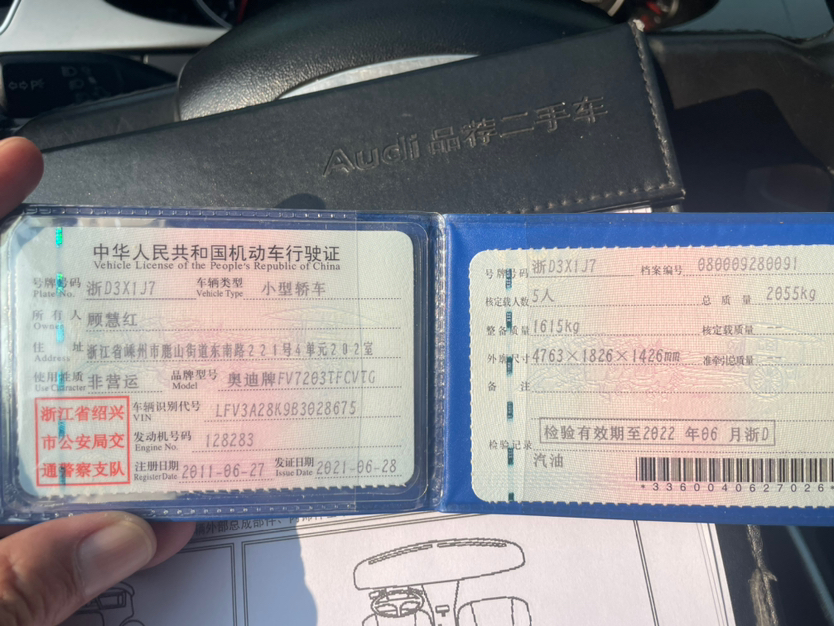 Audi 品荐二手车
中华人民共和国机动车行驶证
Vehicle License of the People's Republic of China
号牌号码 浙D3X1J7 车辆类型 小型轿车
Plate No. Vehicle Type
所有人 顾慧红
Owner
住址 浙江省嵊州市鹿山街道东南路221号4单元202室
Address
使用性质 非营运 品牌型号 奥迪牌FV7203TFCVTG
Use Character Model
浙江省绍兴
市公安局交
通警察支队
车辆识别代号 LFV3A28K9B3028675
VIN
发动机号码 128283
Engine No.
注册日期 2011-06-27 发证日期 2021-06-28
Register Date Issue Date
号牌号码 浙D3X1J7 档案编号 080009280091
核定载人数 5人 总质量 2055kg
整备质量 1615kg 核定载质量 --
外廓尺寸 4763×1826×1426mm 准牵引总质量 --
备注
检验有效期至2022年06月浙D
检验记录
汽油
*3360040627026*